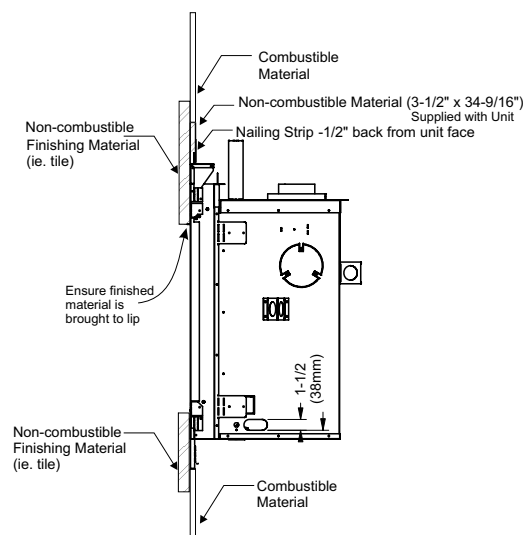 Combustible
Material
Non-combustible Material (3-1/2" x 34-9/16")
Supplied with Unit
Nailing Strip -1/2" back from unit face
Non-combustible
Finishing Material
(ie. tile)
Ensure finished
material is
brought to lip
1-1/2
(38mm)
Non-combustible
Finishing Material
(ie. tile)
Combustible
Material